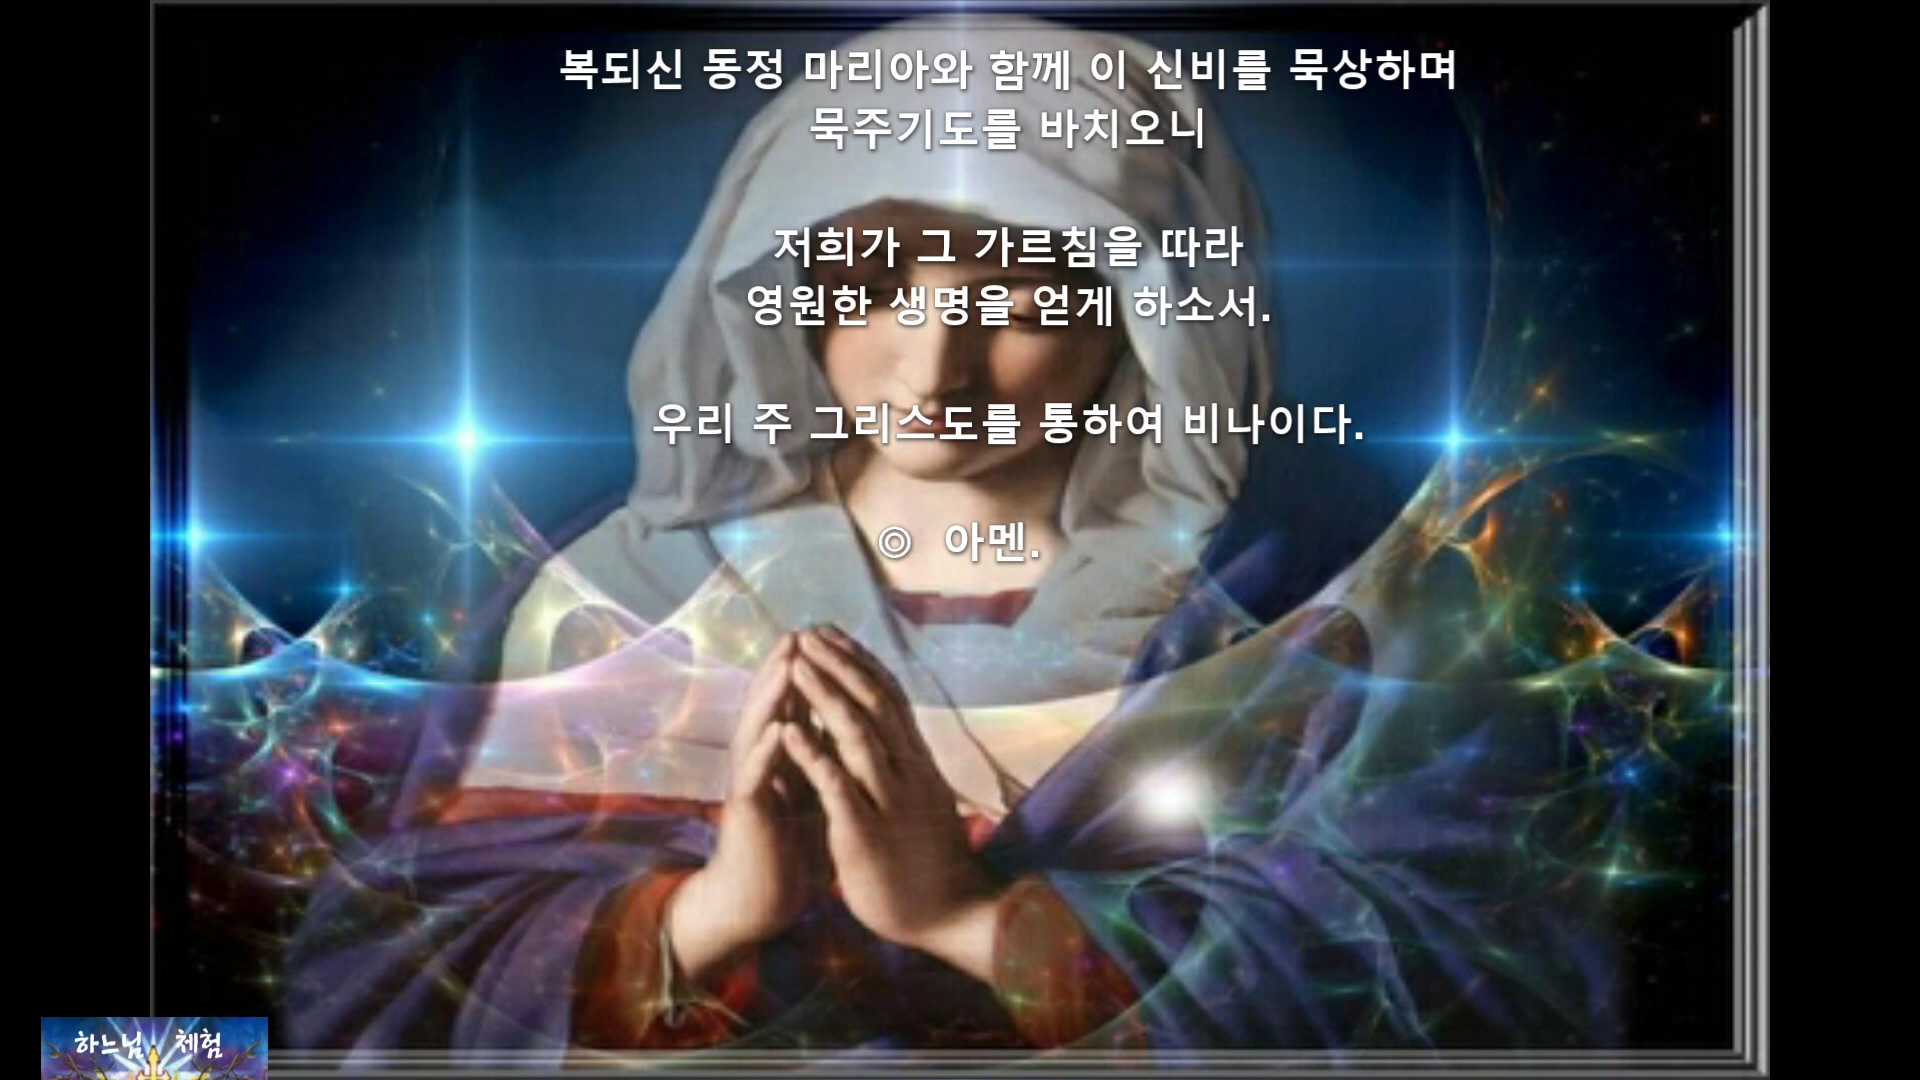 복되신 동정 마리아와 함께 이 신비를 묵상하며
묵주기도를 바치오니
저희가 그 가르침을 따라
영원한 생명을 얻게 하소서.
우리 주 그리스도를 통하여 비나이다.
◎ 아멘.
하느님 체험